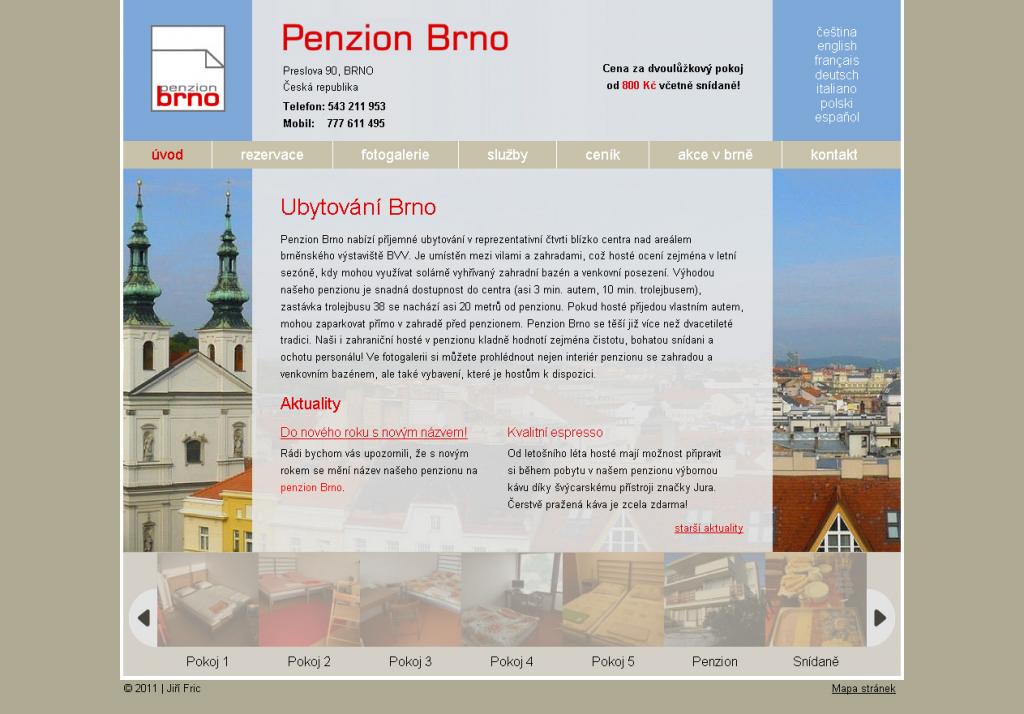 penzion
brno
Penzion Brno
Preslova 90, BRNO
Česká republika
Telefon: 543 211 953
Mobil: 777 611 495
Cena za dvoulůžkový pokoj
od 800 Kč včetně snídaně!
čeština
english
français
deutsch
italiano
polski
español
úvod rezervace fotogalerie služby ceník akce v brně kontakt
Ubytování Brno
Penzion Brno nabízí příjemné ubytování v reprezentativní čtvrti blízko centra nad areálem
brněnského výstaviště BVV. Je umístěn mezi vilami a zahradami, což hosté ocení zejména v letní
sezóně, kdy mohou využívat solárně vyhřívaný zahradní bazén a venkovní posezení. Výhodou
našeho penzionu je snadná dostupnost do centra (asi 3 min. autem, 10 min. trolejbusem),
zastávka trolejbusu 38 se nachází asi 20 metrů od penzionu. Pokud hosté přijedou vlastním autem,
mohou zaparkovat přímo v zahradě před penzionem. Penzion Brno se těší již více než dvacetileté
tradici. Naši i zahraniční hosté v penzionu kladně hodnotí zejména čistotu, bohatou snídani a
ochotu personálu! Ve fotogalerii si můžete prohlédnout nejen interiér penzionu se zahradou a
venkovním bazénem, ale také vybavení, které je hostům k dispozici.
Aktuality
Do nového roku s novým názvem!
Rádi bychom vás upozornili, že s novým
rokem se mění název našeho penzionu na
penzion Brno.
Kvalitní espresso
Od letošního léta hosté mají možnost připravit
si během pobytu v našem penzionu výbornou
kávu díky švýcarskému přístroji značky Jura.
Čerstvě pražená káva je zcela zdarma!
starší aktuality
Pokoj 1 Pokoj 2 Pokoj 3 Pokoj 4 Pokoj 5 Penzion Snídaně
© 2011 | Jiří Fric
Mapa stránek